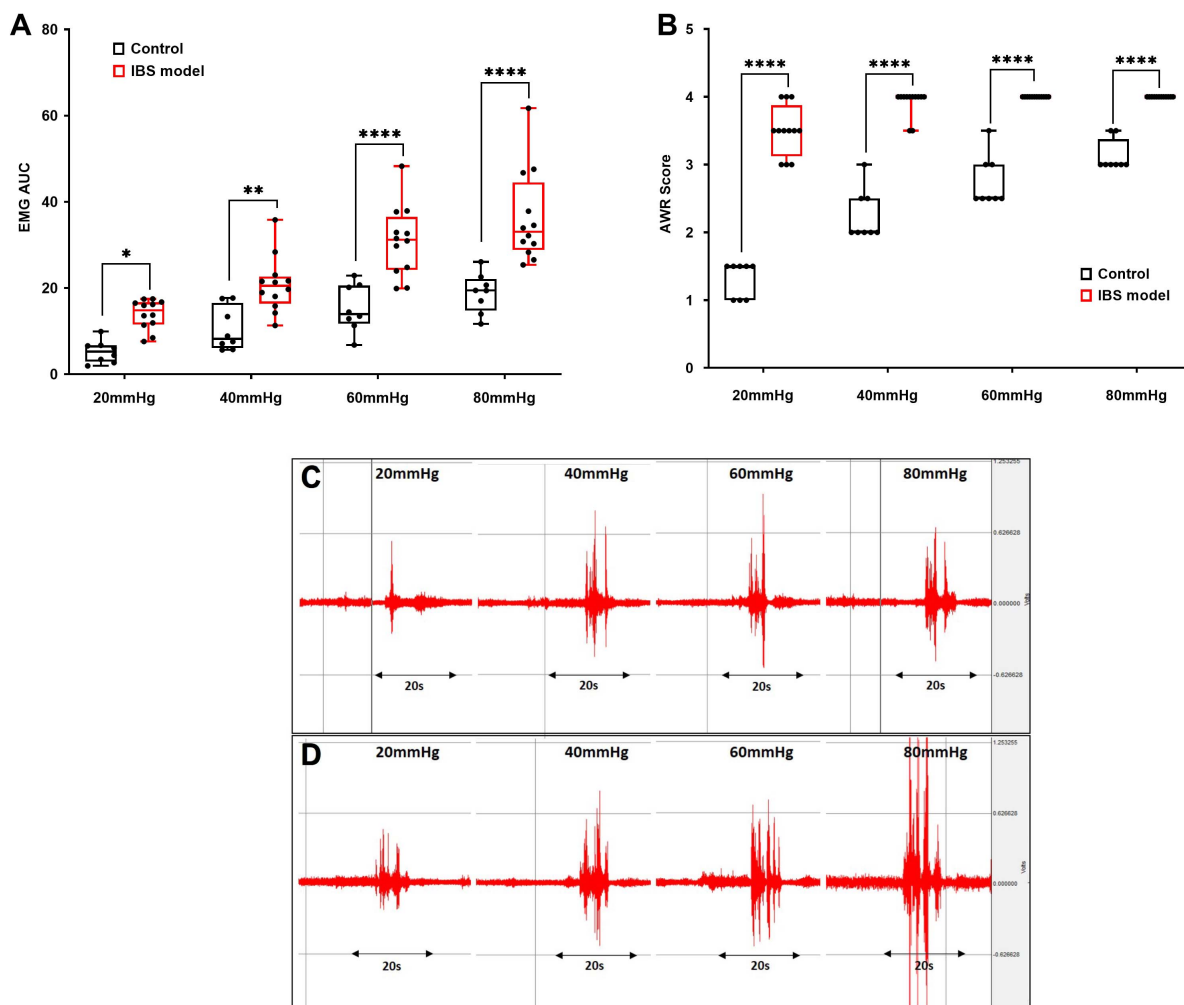 A
EMG AUC
80
60
40
20
0
Control
IBS model
*
**
****
****
20mmHg
40mmHg
60mmHg
80mmHg
B
AWR Score
5
4
3
2
1
0
****
****
****
****
Control
IBS model
20mmHg
40mmHg
60mmHg
80mmHg
C
20mmHg
40mmHg
60mmHg
80mmHg
1.253255
0.626628
0.000000
Volts
-0.626628
20s
20s
20s
20s
D
20mmHg
40mmHg
60mmHg
80mmHg
1.253255
0.626628
0.000000
Volts
-0.626628
20s
20s
20s
20s